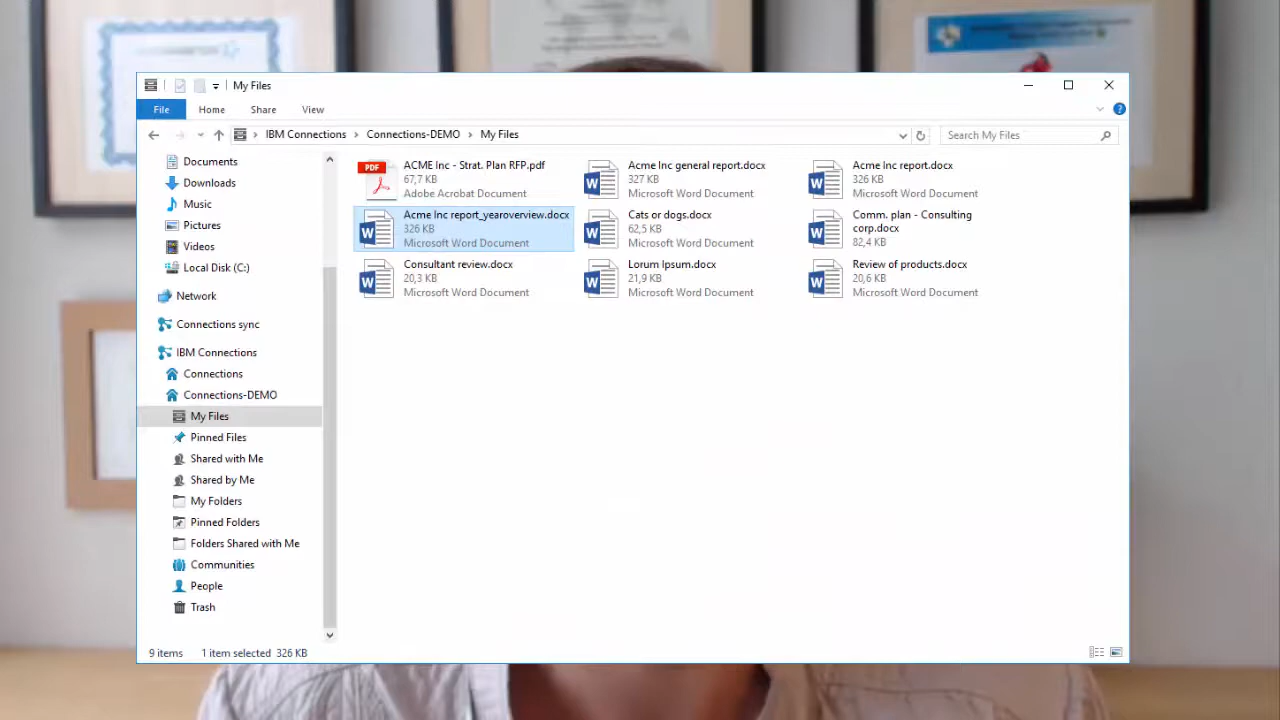 My Files
File
Home
Share
View
IBM Connections
Connections-DEMO
My Files
Search My Files
Documents
Downloads
Music
Pictures
Videos
Local Disk (C:)
Network
Connections sync
IBM Connections
Connections
Connections-DEMO
My Files
Pinned Files
Shared with Me
Shared by Me
My Folders
Pinned Folders
Folders Shared with Me
Communities
People
Trash
PDF
ACME Inc - Strat. Plan RFP.pdf
67,7 KB
Adobe Acrobat Document
W
Acme Inc general report.docx
327 KB
Microsoft Word Document
W
Acme Inc report.docx
326 KB
Microsoft Word Document
W
Acme Inc report_yearoverview.docx
326 KB
Microsoft Word Document
W
Cats or dogs.docx
62,5 KB
Microsoft Word Document
W
Comm. plan - Consulting
corp.docx
82,4 KB
W
Consultant review.docx
20,3 KB
Microsoft Word Document
W
Lorum Ipsum.docx
21,9 KB
Microsoft Word Document
W
Review of products.docx
20,6 KB
Microsoft Word Document
9 items
1 item selected 326 KB